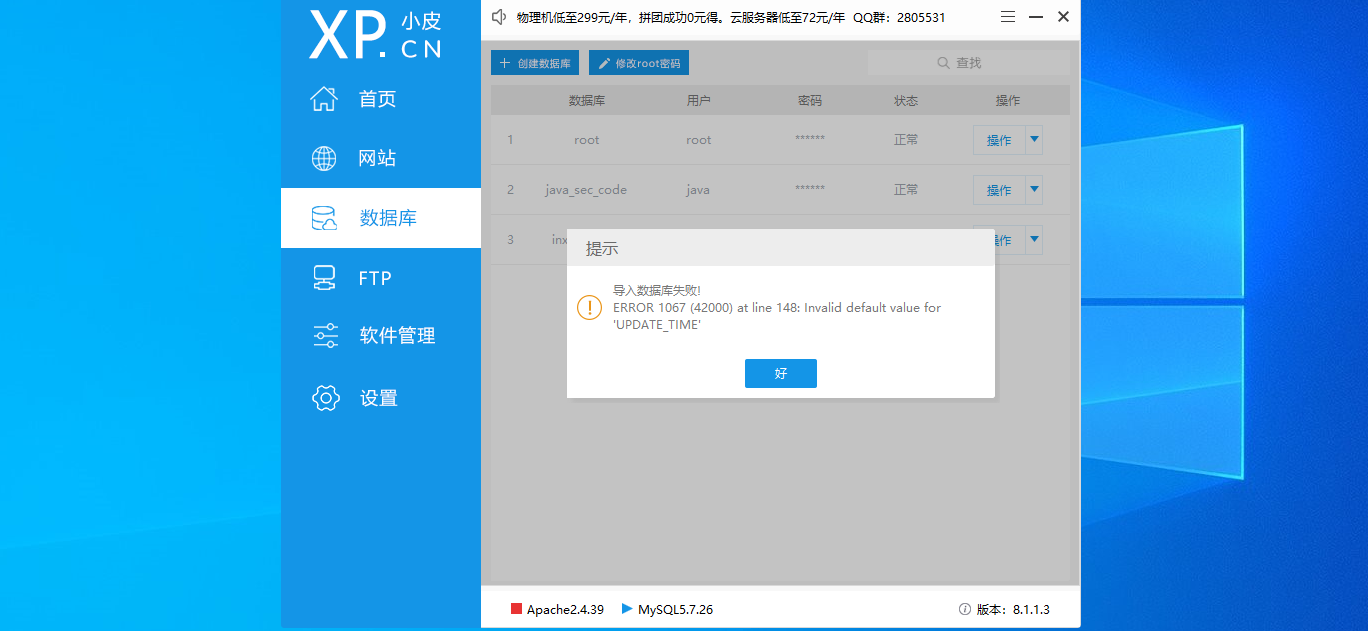 XP.小皮.CN
物理机低至299元/年，拼团成功0元得。云服务器低至72元/年 QQ群：2805531
首页
网站
数据库
FTP
软件管理
设置
创建数据库 修改root密码 查找
数据库 用户 密码 状态 操作
1 root root ****** 正常 操作
2 java_sec_code java ****** 正常 操作
3 inx 操作
提示
导入数据库失败!
ERROR 1067 (42000) at line 148: Invalid default value for
'UPDATE_TIME'
好
Apache2.4.39 MySQL5.7.26 版本：8.1.1.3